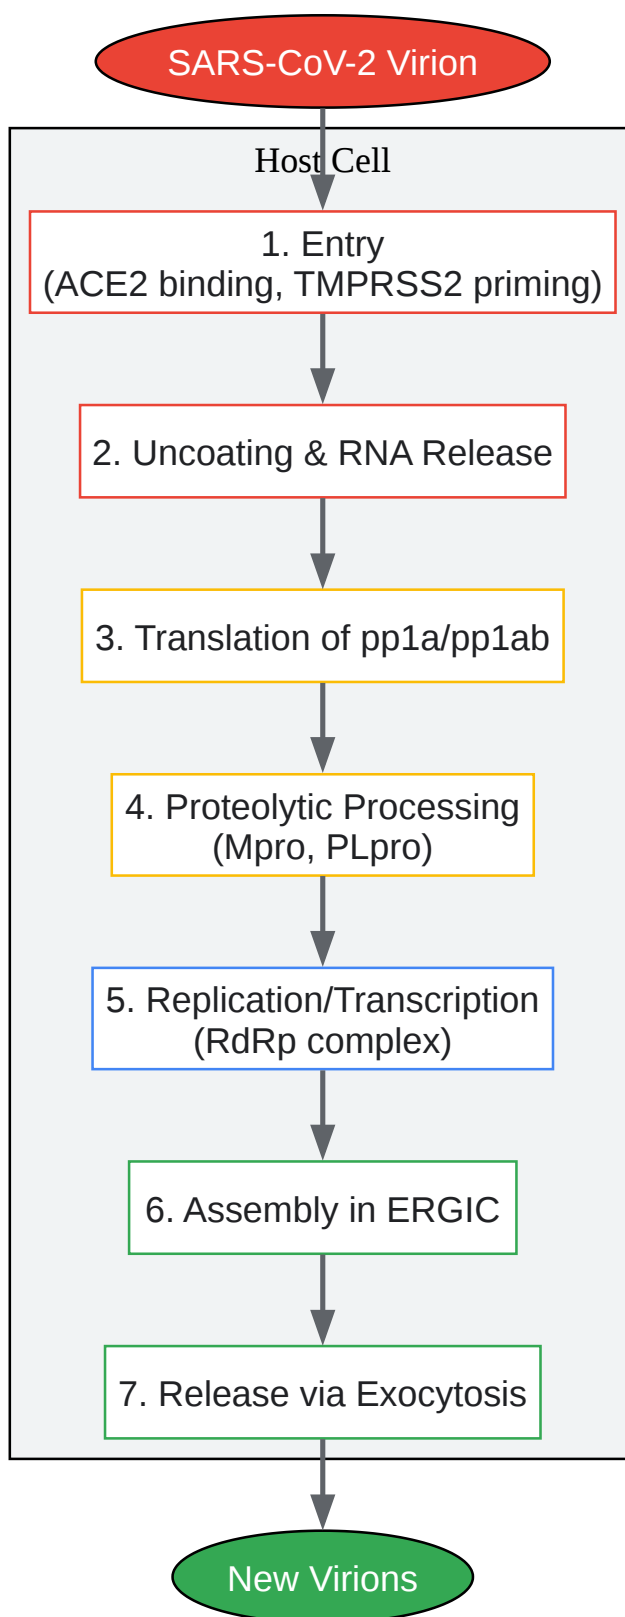 SARS-CoV-2 Virion
Host Cell
1. Entry
(ACE2 binding, TMPRSS2 priming)
2. Uncoating & RNA Release
3. Translation of pp1a/pp1ab
4. Proteolytic Processing
(Mpro, PLpro)
5. Replication/Transcription
(RdRp complex)
6. Assembly in ERGIC
7. Release via Exocytosis
New Virions